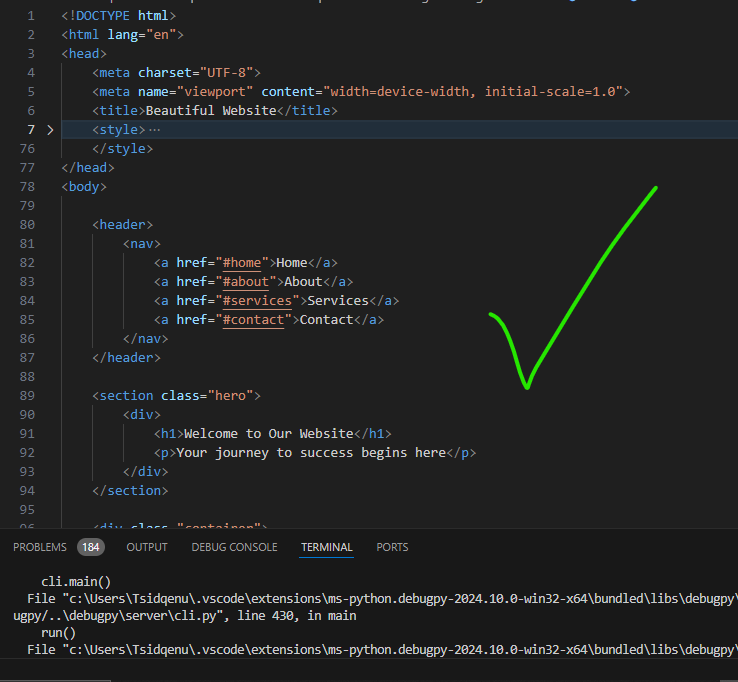 1 <!DOCTYPE html>
2 <html lang="en">
3 <head>
4 <meta charset="UTF-8">
5 <meta name="viewport" content="width=device-width, initial-scale=1.0">
6 <title>Beautiful Website</title>
7 <style>…
76 </style>
77 </head>
78 <body>
79
80 <header>
81 <nav>
82 <a href="#home">Home</a>
83 <a href="#about">About</a>
84 <a href="#services">Services</a>
85 <a href="#contact">Contact</a>
86 </nav>
87 </header>
88
89 <section class="hero">
90 <div>
91 <h1>Welcome to Our Website</h1>
92 <p>Your journey to success begins here</p>
93 </div>
94 </section>
95
96 <div class="container">
PROBLEMS 184 OUTPUT DEBUG CONSOLE TERMINAL PORTS
cli.main()
File "c:\Users\Tsidqenu\.vscode\extensions\ms-python.debugpy-2024.10.0-win32-x64\bundled\libs\debugpy\
ugpy/..\debugpy\server\cli.py", line 430, in main
run()
File "c:\Users\Tsidqenu\.vscode\extensions\ms-python.debugpy-2024.10.0-win32-x64\bundled\libs\debugpy\